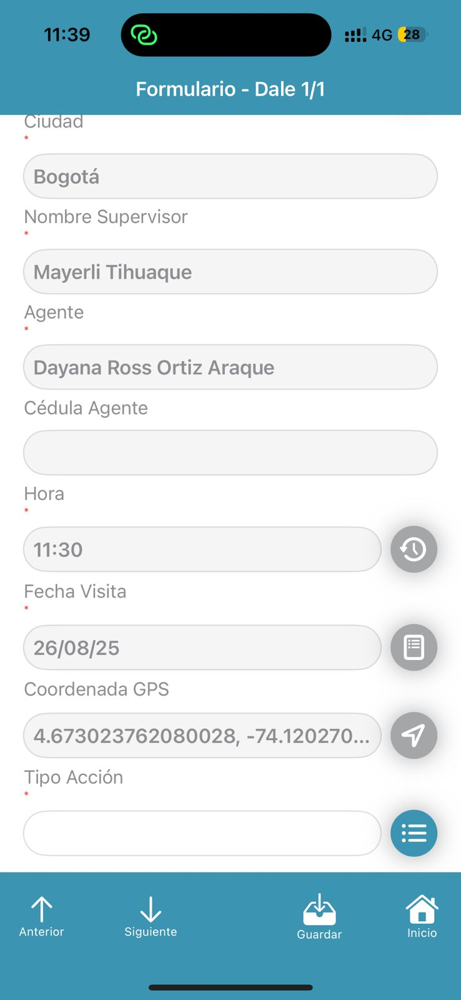 11:39
4G
28
Formulario - Dale 1/1
Ciudad
*
Bogotá
Nombre Supervisor
*
Mayerli Tihuaque
Agente
*
Dayana Ross Ortiz Araque
Cédula Agente
Hora
*
11:30
Fecha Visita
*
26/08/25
Coordenada GPS
4.673023762080028, -74.120270...
Tipo Acción
*
Anterior
Siguiente
Guardar
Inicio